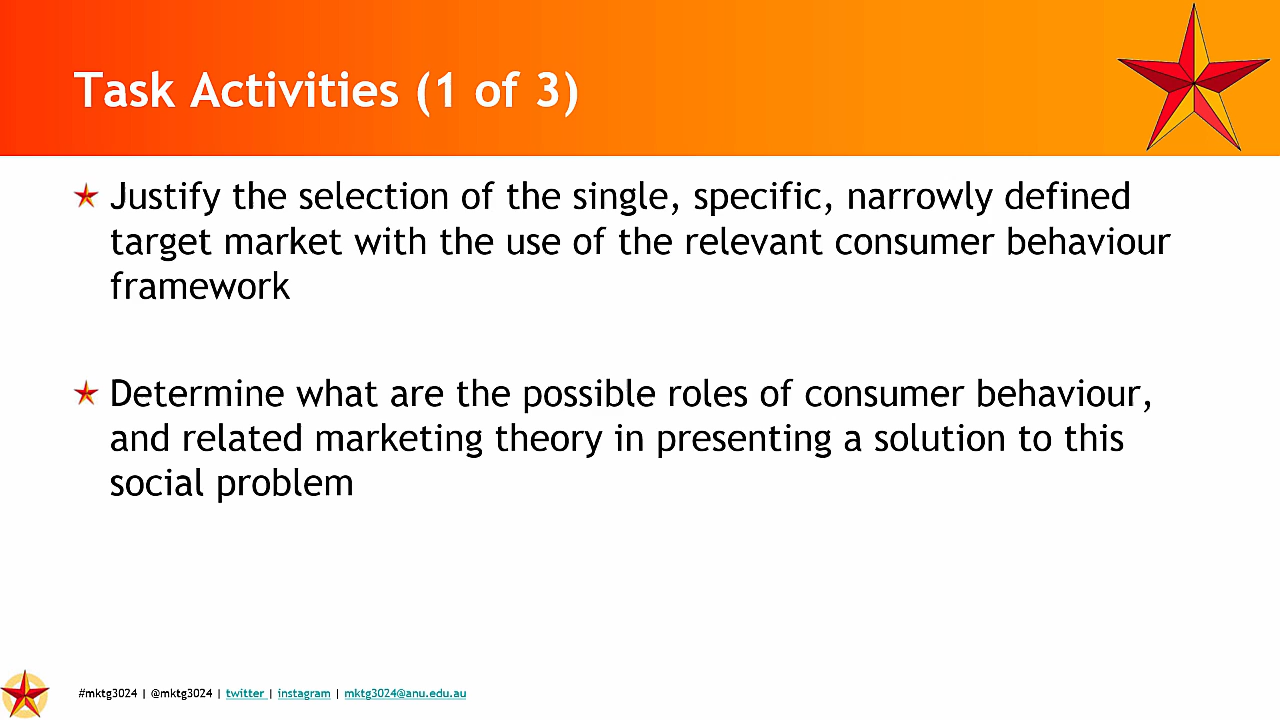 Task Activities (1 of 3)
Justify the selection of the single, specific, narrowly defined
target market with the use of the relevant consumer behaviour
framework
Determine what are the possible roles of consumer behaviour,
and related marketing theory in presenting a solution to this
social problem
#mktg3024 | @mktg3024 | twitter | instagram | mktg3024@anu.edu.au